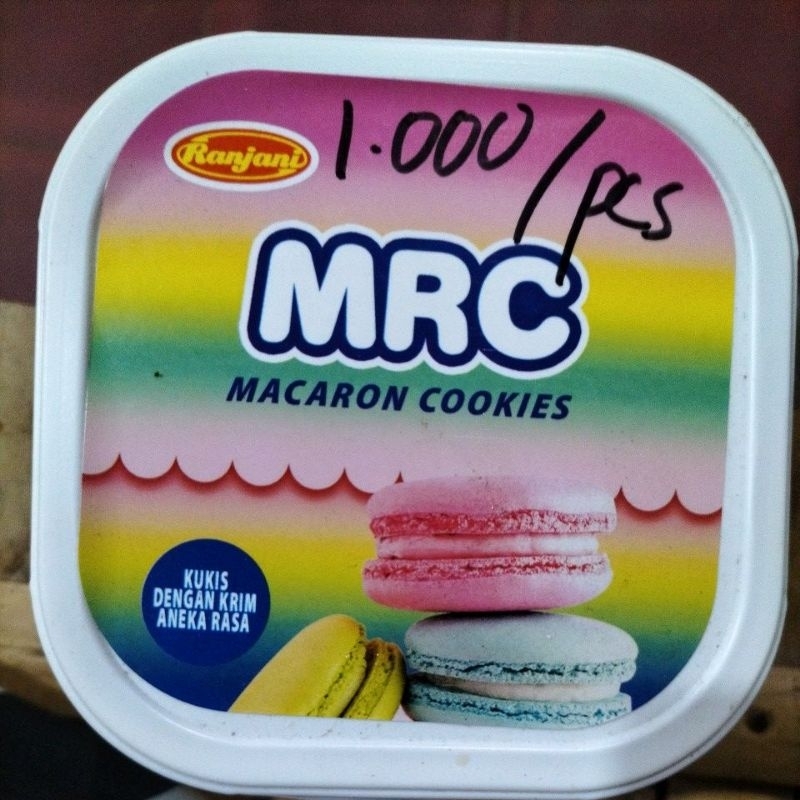 Ranjani
1.000/pcs
MRC
MACARON COOKIES
KUKIS
DENGAN KRIM
ANEKA RASA